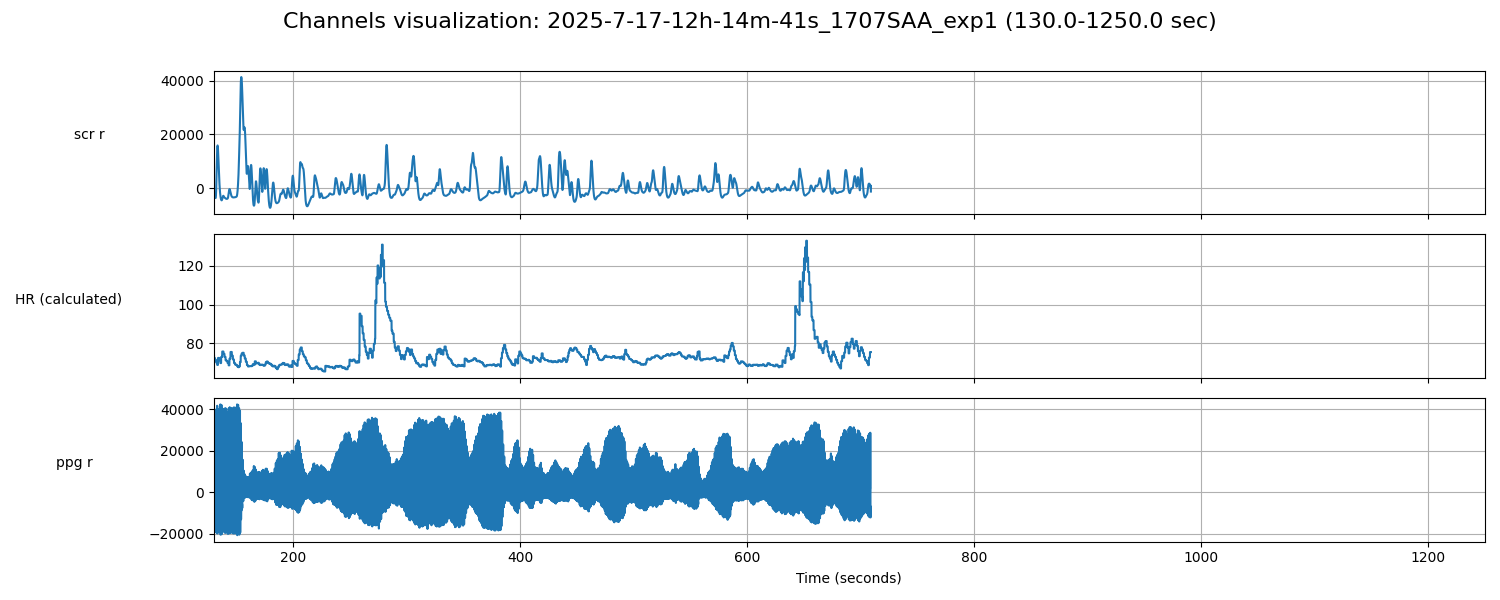 Channels visualization: 2025-7-17-12h-14m-41s_1707SAA_exp1 (130.0-1250.0 sec)
40000
scr r
20000
0
120
HR (calculated)
100
80
40000
20000
ppg r
0
−20000
200 400 600 800 1000 1200
Time (seconds)